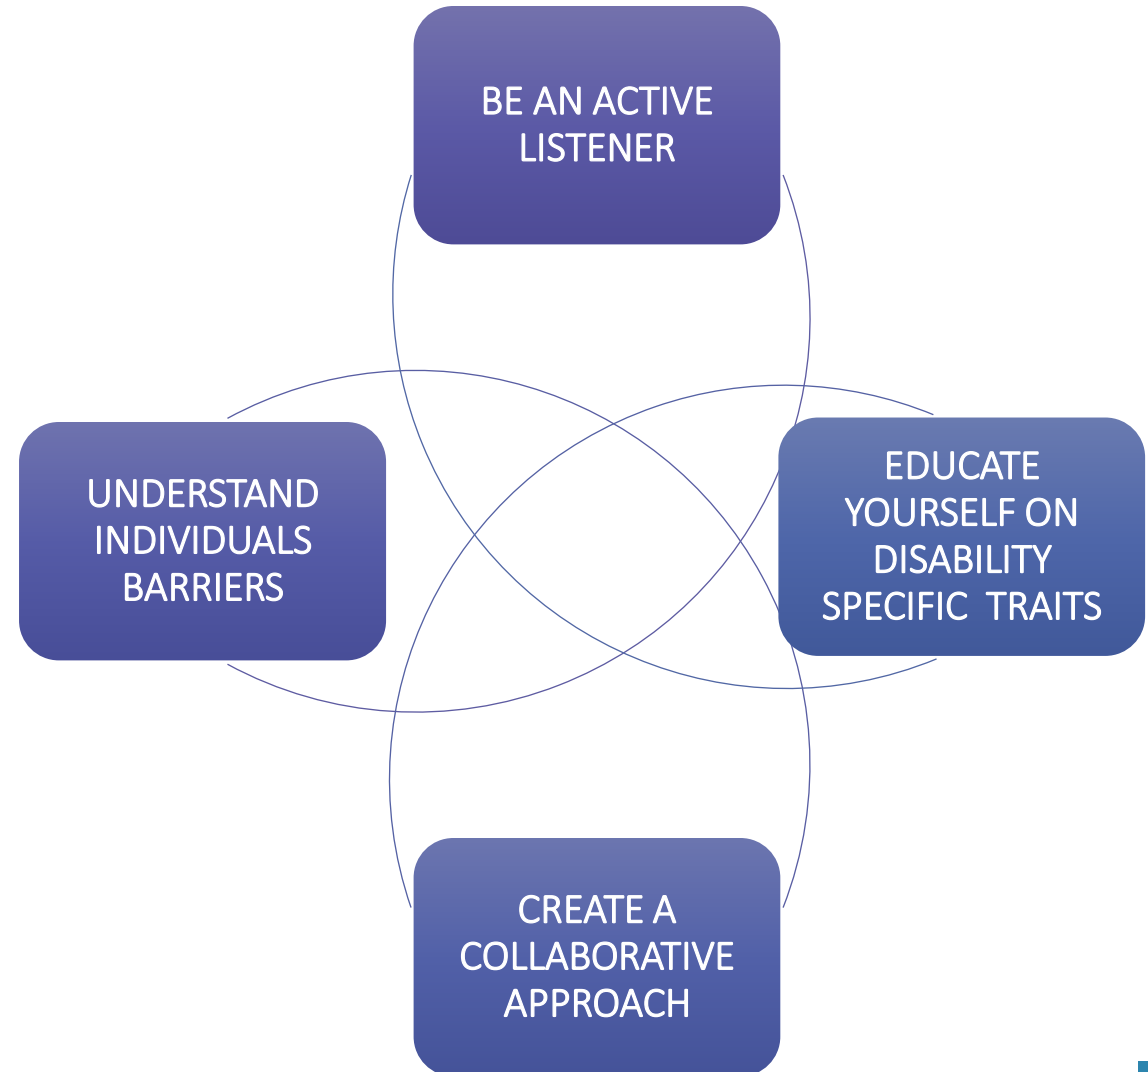 BE AN ACTIVE
LISTENER
UNDERSTAND
INDIVIDUALS
BARRIERS
EDUCATE
YOURSELF ON
DISABILITY
SPECIFIC  TRAITS
CREATE A
COLLABORATIVE
APPROACH